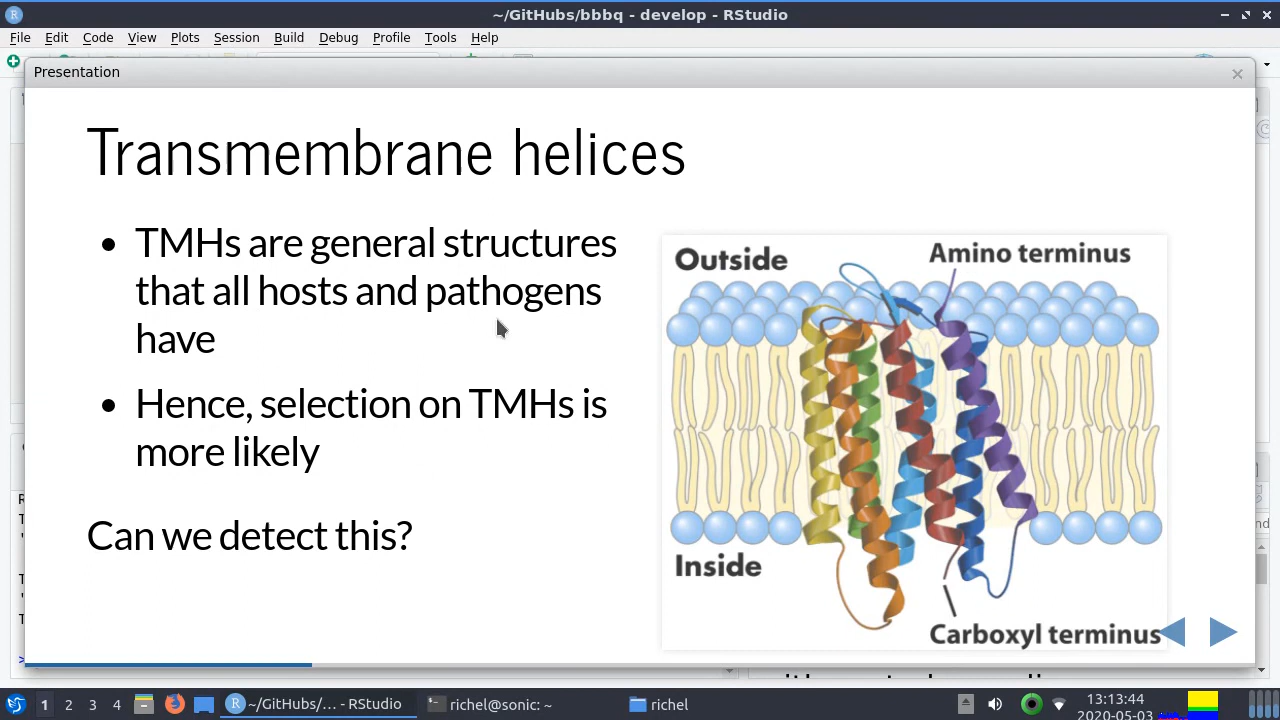 ~/GitHubs/bbbq - develop - RStudio
File Edit Code View Plots Session Build Debug Profile Tools Help
Presentation
Transmembrane helices
• TMHs are general structures
that all hosts and pathogens
have
• Hence, selection on TMHs is
more likely
Can we detect this?
Outside
Amino terminus
Inside
Carboxyl terminus
1 2 3 4
~/GitHubs/... - RStudio
richel@sonic: ~
richel
13:13:44
2020-05-03